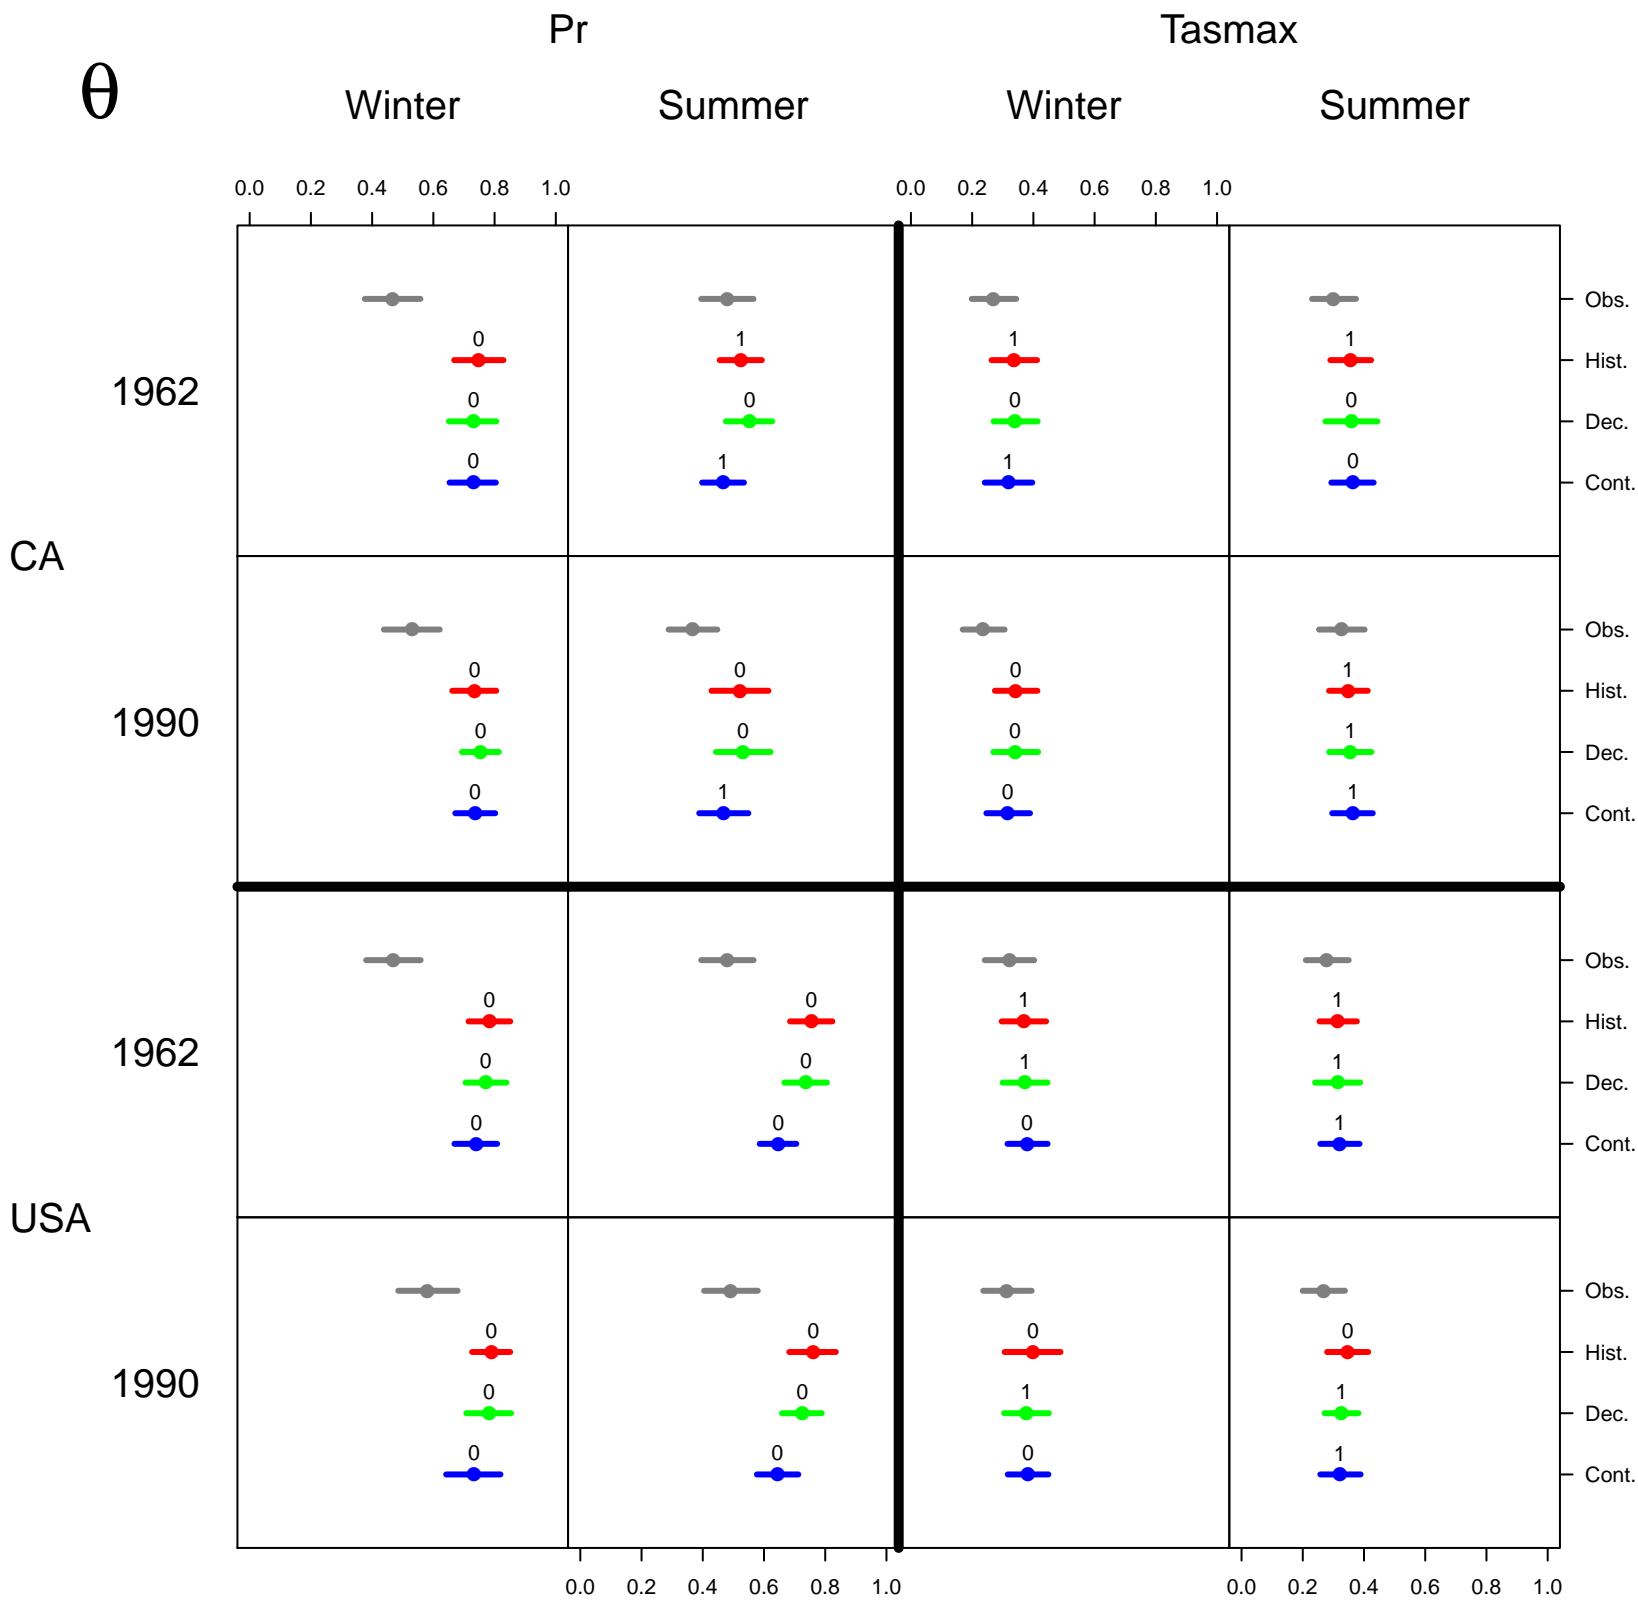 Pr Tasmax
θ
Winter Summer Winter Summer
0.0 0.2 0.4 0.6 0.8 1.0 0.0 0.2 0.4 0.6 0.8 1.0
Obs.
0 1 1 1 Hist.
1962
0 0 0 0 Dec.
0 1 1 0 Cont.
CA
Obs.
0 0 0 1 Hist.
1990
0 0 0 1 Dec.
0 1 0 1 Cont.
Obs.
0 0 1 1 Hist.
1962
0 0 1 1 Dec.
0 0 0 1 Cont.
USA
Obs.
0 0 0 0 Hist.
1990
0 0 1 1 Dec.
0 0 0 1 Cont.
0.0 0.2 0.4 0.6 0.8 1.0 0.0 0.2 0.4 0.6 0.8 1.0